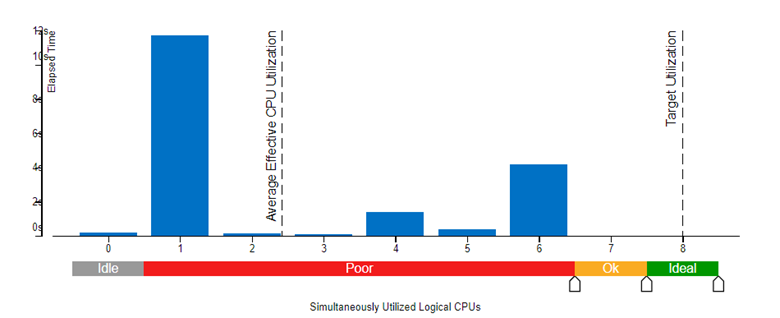 12s
10s
8s
6s
4s
2s
0s
Elapsed Time
Average Effective CPU Utilization
Target Utilization
0 1 2 3 4 5 6 7 8
Idle Poor Ok Ideal
Simultaneously Utilized Logical CPUs